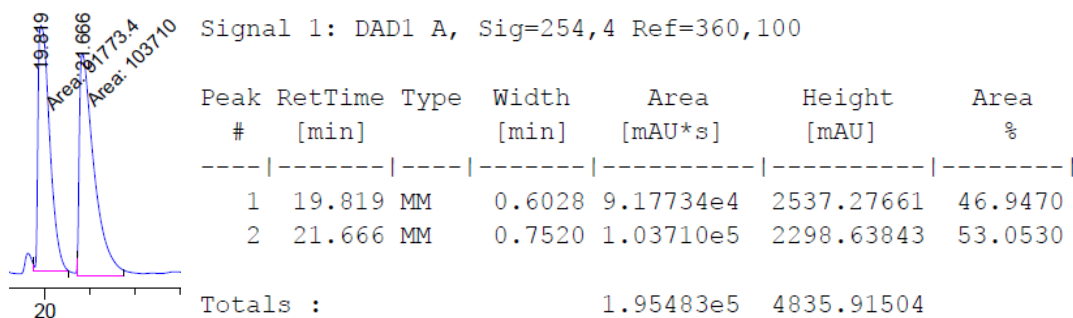 19.819
Area: 91773.4
21.666
Area: 103710
20
Signal 1: DAD1 A, Sig=254,4 Ref=360,100
Peak RetTime Type Width Area Height Area
# [min] [min] [mAU*s] [mAU] %
----|-------|----|-------|----------|----------|--------|
1 19.819 MM 0.6028 9.17734e4 2537.27661 46.9470
2 21.666 MM 0.7520 1.03710e5 2298.63843 53.0530
Totals : 1.95483e5 4835.91504